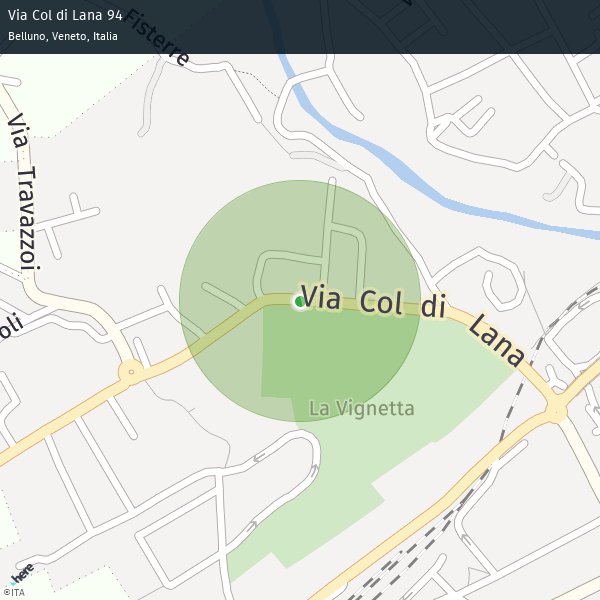 Via Col di Lana 94
Belluno, Veneto, Italia
Fisterre
Via Travazzoi
Via Col di Lana
oli
La Vignetta
here
©ITA